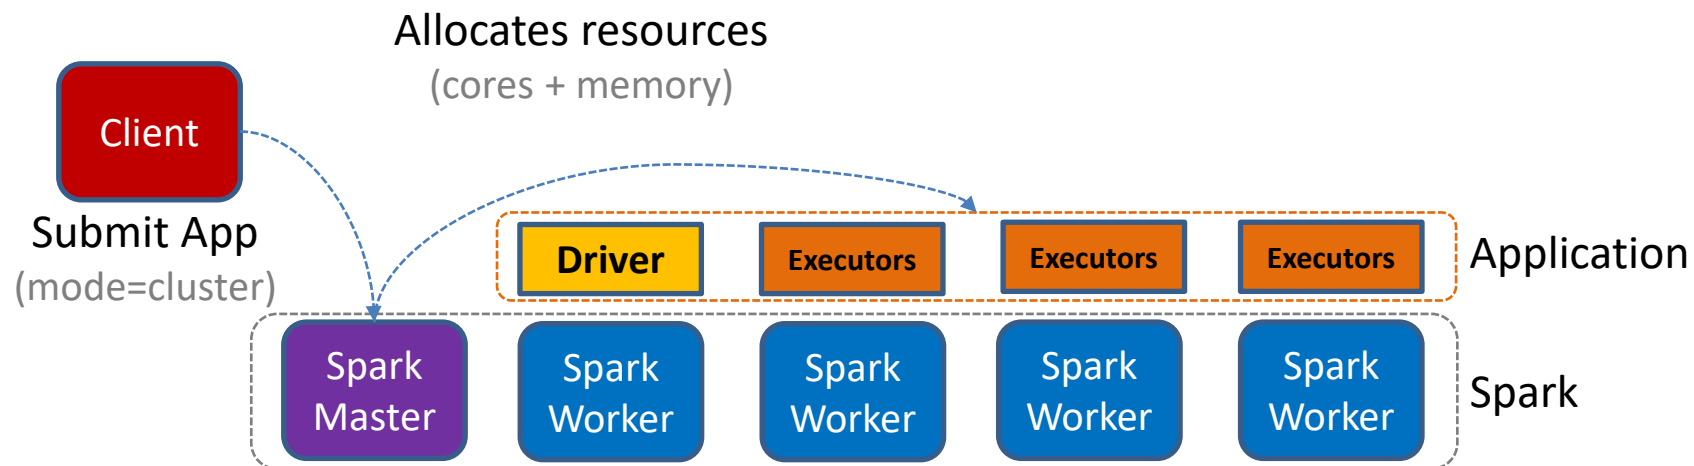 Allocates resources
(cores + memory)
Client
Submit App
(mode=cluster)
Driver
Executors
Executors
Executors
Application
Spark
Master
Spark
Worker
Spark
Worker
Spark
Worker
Spark
Worker
Spark